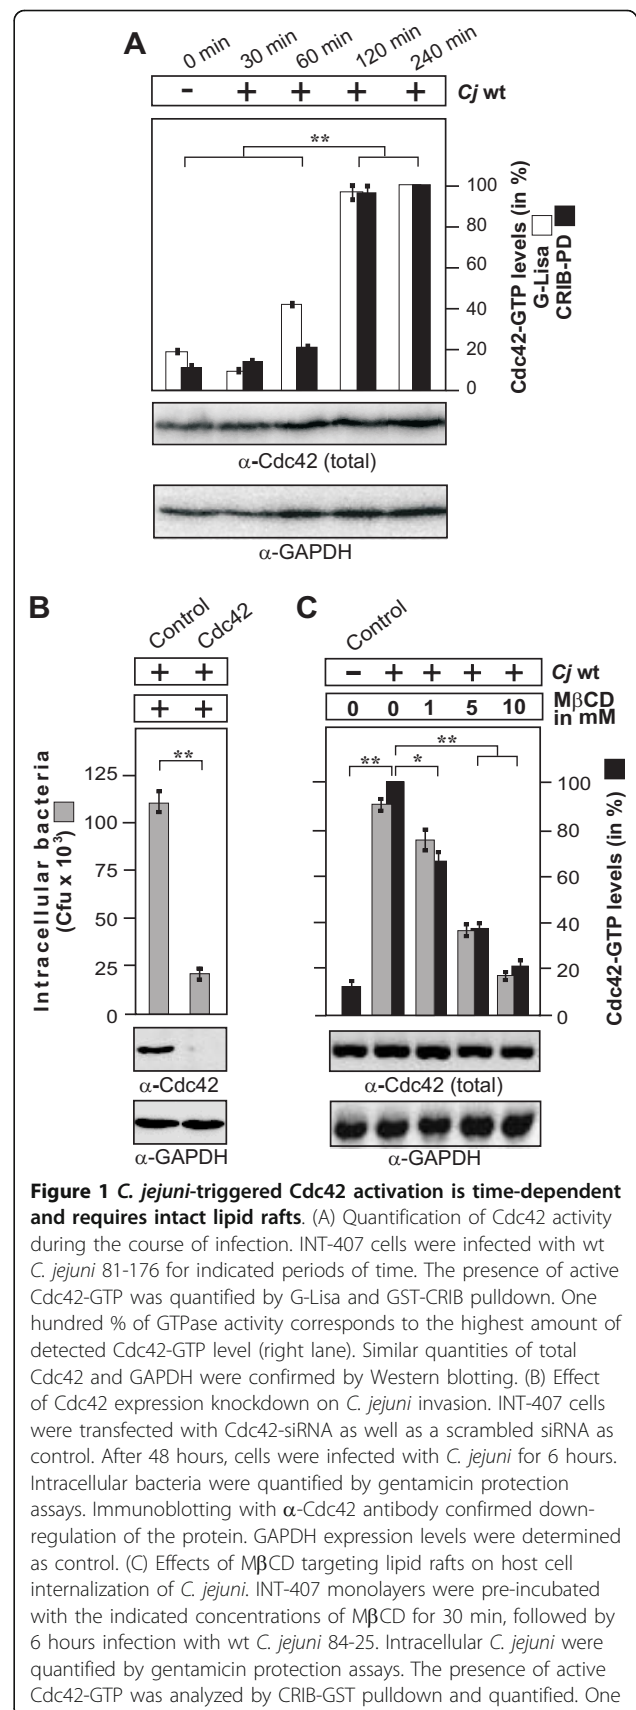 A
0 min 30 min 60 min 120 min 240 min
- + + + + Cj wt
**
100
80
60
40
20
0
Cdc42-GTP levels (in %)
G-Lisa
CRIB-PD
α-Cdc42 (total)
α-GAPDH
B
Control Cdc42
+ +
+ +
**
125
100
75
50
25
0
Intracellular bacteria
(Cfu x 10³)
α-Cdc42
α-GAPDH
C
Control
- + + + + Cj wt
0 0 1 5 10 MβCD in mM
**
** *
100
80
60
40
20
0
Cdc42-GTP levels (in %)
α-Cdc42 (total)
α-GAPDH
Figure 1 C. jejuni-triggered Cdc42 activation is time-dependent
and requires intact lipid rafts. (A) Quantification of Cdc42 activity
during the course of infection. INT-407 cells were infected with wt
C. jejuni 81-176 for indicated periods of time. The presence of active
Cdc42-GTP was quantified by G-Lisa and GST-CRIB pulldown. One
hundred % of GTPase activity corresponds to the highest amount of
detected Cdc42-GTP level (right lane). Similar quantities of total
Cdc42 and GAPDH were confirmed by Western blotting. (B) Effect
of Cdc42 expression knockdown on C. jejuni invasion. INT-407 cells
were transfected with Cdc42-siRNA as well as a scrambled siRNA as
control. After 48 hours, cells were infected with C. jejuni for 6 hours.
Intracellular bacteria were quantified by gentamicin protection
assays. Immunoblotting with α-Cdc42 antibody confirmed down-
regulation of the protein. GAPDH expression levels were determined
as control. (C) Effects of MβCD targeting lipid rafts on host cell
internalization of C. jejuni. INT-407 monolayers were pre-incubated
with the indicated concentrations of MβCD for 30 min, followed by
6 hours infection with wt C. jejuni 84-25. Intracellular C. jejuni were
quantified by gentamicin protection assays. The presence of active
Cdc42-GTP was analyzed by CRIB-GST pulldown and quantified. One